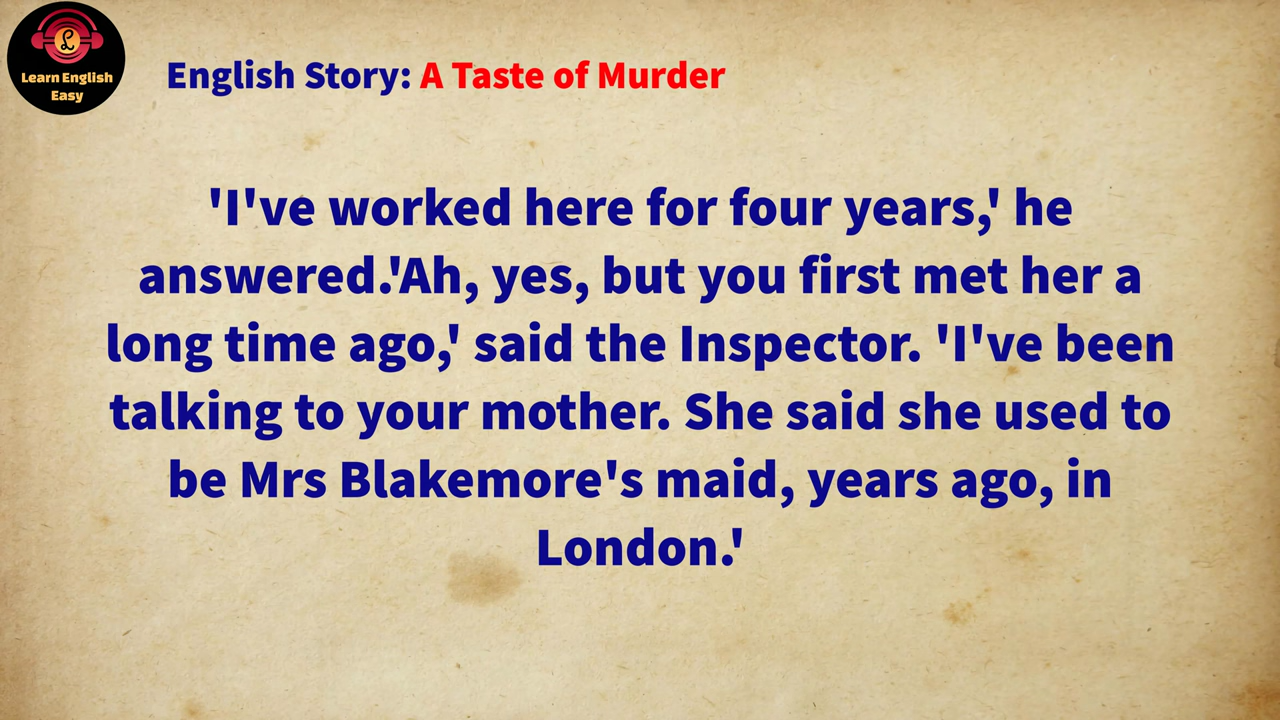 Learn English
Easy
English Story: A Taste of Murder
'I've worked here for four years,' he
answered.'Ah, yes, but you first met her a
long time ago,' said the Inspector. 'I've been
talking to your mother. She said she used to
be Mrs Blakemore's maid, years ago, in
London.'